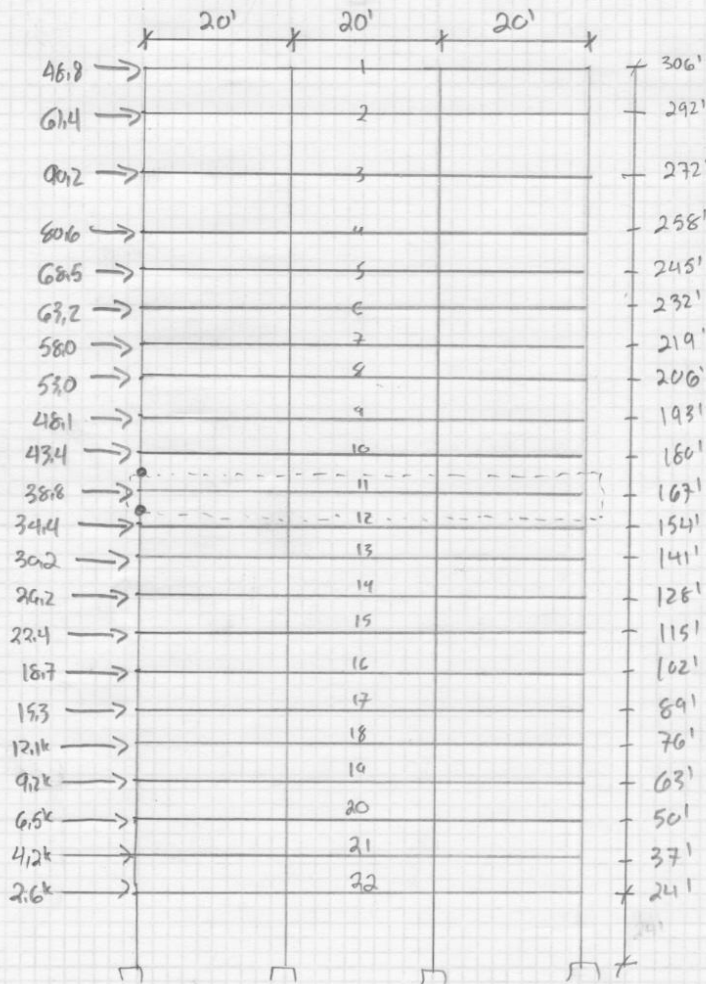 20' 20' 20'
48,8 1 306'
61,4 2 292'
90,2 3 272'
80,6 4 258'
68,5 5 245'
63,2 6 232'
58,0 7 219'
53,0 8 206'
48,1 9 193'
43,4 10 180'
38,8 11 167'
34,4 12 154'
30,2 13 141'
26,2 14 128'
22,4 15 115'
18,7 16 102'
15,3 17 89'
12,1k 18 76'
9,2k 19 63'
6,5k 20 50'
4,2k 21 37'
2,6k 22 24'